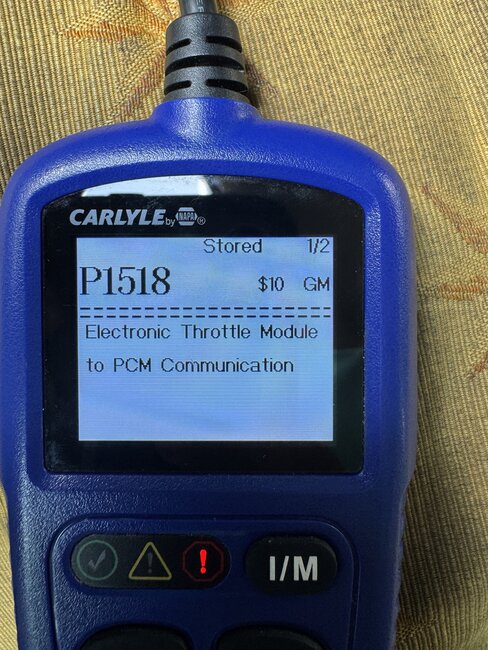 CARLYLE by NAPA ®
Stored 1/2
P1518 $10 GM
Electronic Throttle Module
to PCM Communication
!
!
I/M